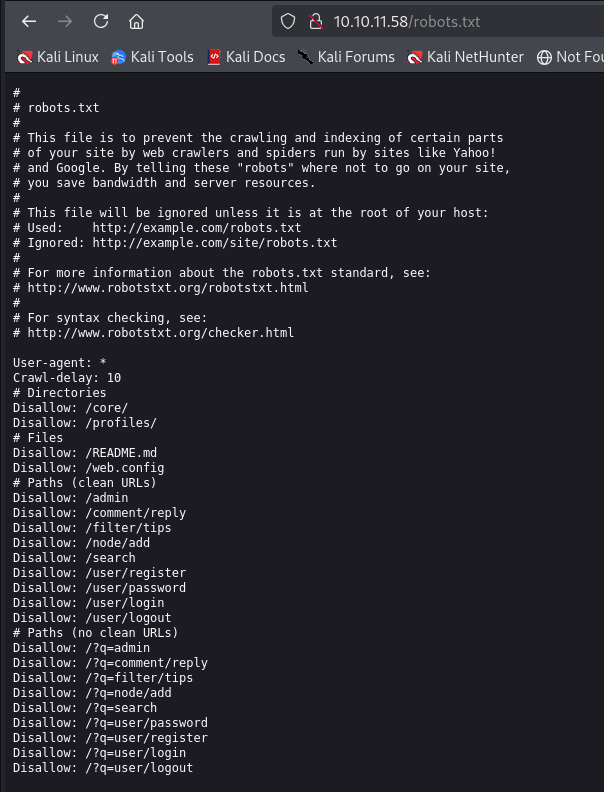 10.10.11.58/robots.txt
Kali Linux Kali Tools Kali Docs Kali Forums Kali NetHunter Not Fou
#
# robots.txt
#
# This file is to prevent the crawling and indexing of certain parts
# of your site by web crawlers and spiders run by sites like Yahoo!
# and Google. By telling these "robots" where not to go on your site,
# you save bandwidth and server resources.
#
# This file will be ignored unless it is at the root of your host:
# Used:    http://example.com/robots.txt
# Ignored: http://example.com/site/robots.txt
#
# For more information about the robots.txt standard, see:
# http://www.robotstxt.org/robotstxt.html
#
# For syntax checking, see:
# http://www.robotstxt.org/checker.html
User-agent: *
Crawl-delay: 10
# Directories
Disallow: /core/
Disallow: /profiles/
# Files
Disallow: /README.md
Disallow: /web.config
# Paths (clean URLs)
Disallow: /admin
Disallow: /comment/reply
Disallow: /filter/tips
Disallow: /node/add
Disallow: /search
Disallow: /user/register
Disallow: /user/password
Disallow: /user/login
Disallow: /user/logout
# Paths (no clean URLs)
Disallow: /?q=admin
Disallow: /?q=comment/reply
Disallow: /?q=filter/tips
Disallow: /?q=node/add
Disallow: /?q=search
Disallow: /?q=user/password
Disallow: /?q=user/register
Disallow: /?q=user/login
Disallow: /?q=user/logout